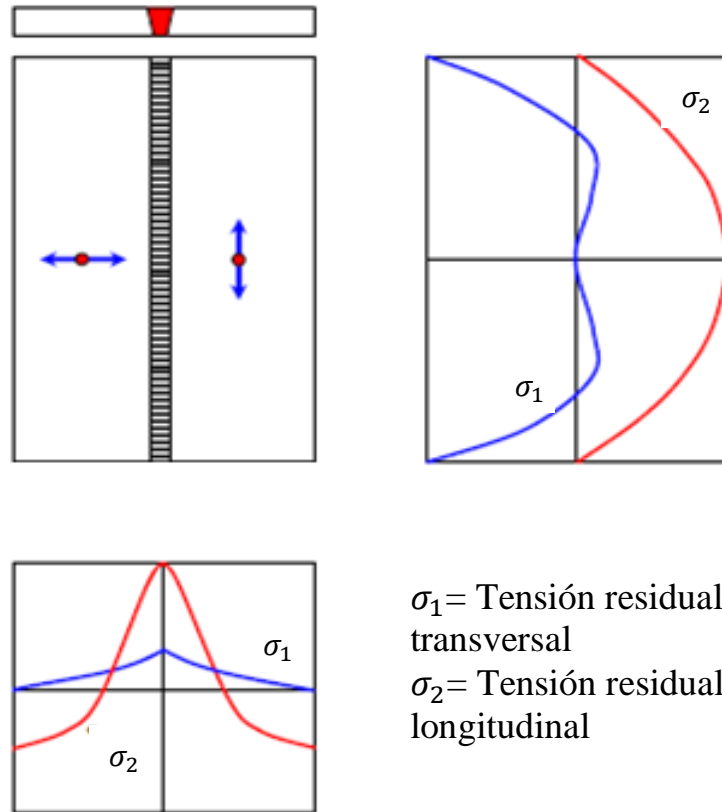 σ₂
σ₁
σ₁
σ₂
σ₁= Tensión residual
transversal
σ₂= Tensión residual
longitudinal